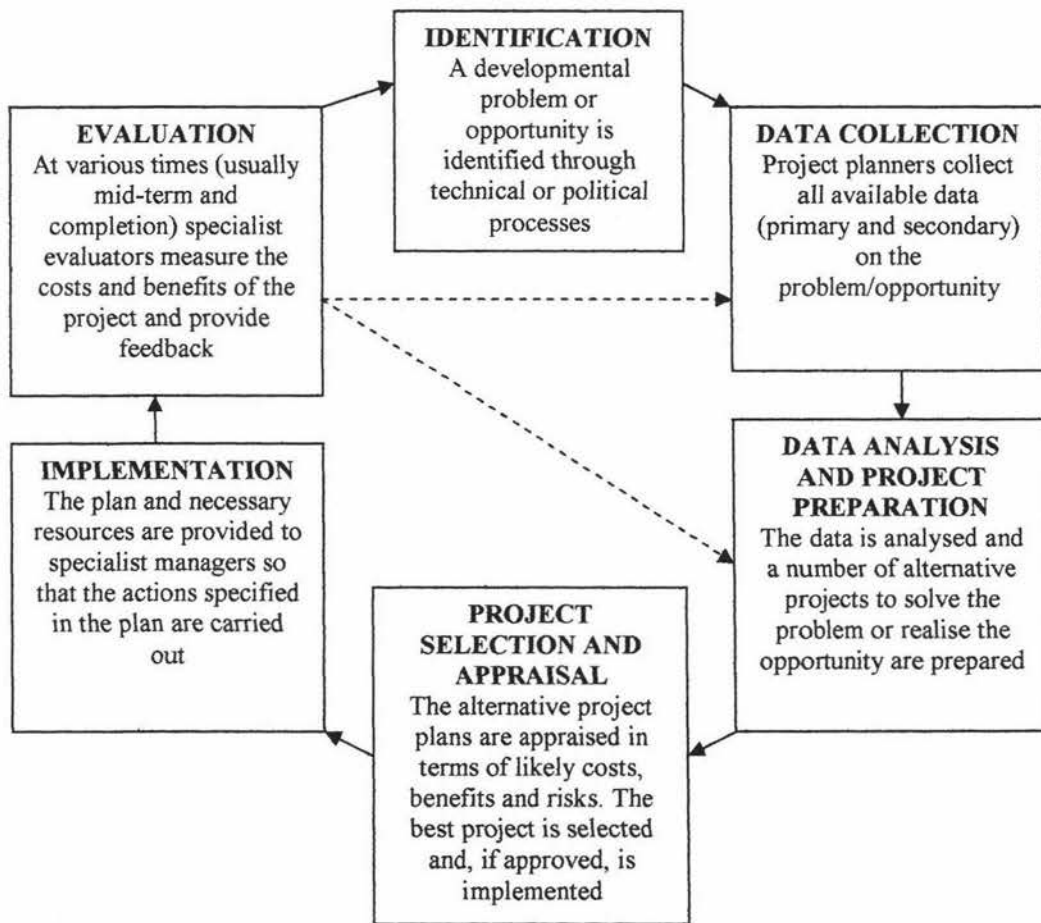 IDENTIFICATION
A developmental
problem or
opportunity is
identified through
technical or political
processes
DATA COLLECTION
Project planners collect
all available data
(primary and secondary)
on the
problem/opportunity
DATA ANALYSIS
AND PROJECT
PREPARATION
The data is analysed and
a number of alternative
projects to solve the
problem or realise the
opportunity are prepared
PROJECT
SELECTION AND
APPRAISAL
The alternative project
plans are appraised in
terms of likely costs,
benefits and risks. The
best project is selected
and, if approved, is
implemented
IMPLEMENTATION
The plan and necessary
resources are provided to
specialist managers so
that the actions specified
in the plan are carried
out
EVALUATION
At various times (usually
mid-term and
completion) specialist
evaluators measure the
costs and benefits of the
project and provide
feedback